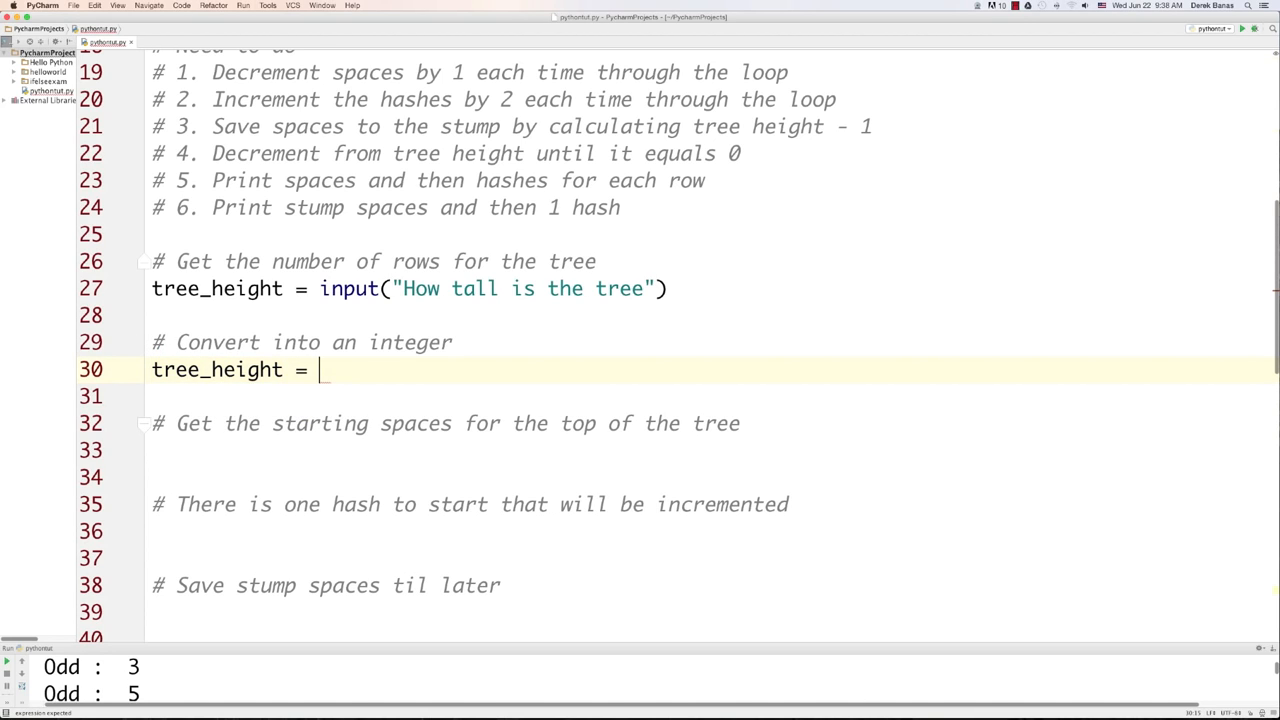 PyCharm File Edit View Navigate Code Refactor Run Tools VCS Window Help 10 Wed Jun 22 9:38 AM Derek Banas
pythontut.py - PycharmProjects - [~/PycharmProjects]
PycharmProjects pythontut.py pythontut
pythontut.py ×
PycharmProject
Hello Python
helloworld
ifelseexam
pythontut.py
External Librarie
18 # Need to do
19 # 1. Decrement spaces by 1 each time through the loop
20 # 2. Increment the hashes by 2 each time through the loop
21 # 3. Save spaces to the stump by calculating tree height - 1
22 # 4. Decrement from tree height until it equals 0
23 # 5. Print spaces and then hashes for each row
24 # 6. Print stump spaces and then 1 hash
25
26 # Get the number of rows for the tree
27 tree_height = input("How tall is the tree")
28
29 # Convert into an integer
30 tree_height =
31
32 # Get the starting spaces for the top of the tree
33
34
35 # There is one hash to start that will be incremented
36
37
38 # Save stump spaces til later
39
40
Run pythontut
Odd : 3
Odd : 5
expression expected 30:15 LF÷ UTF-8÷